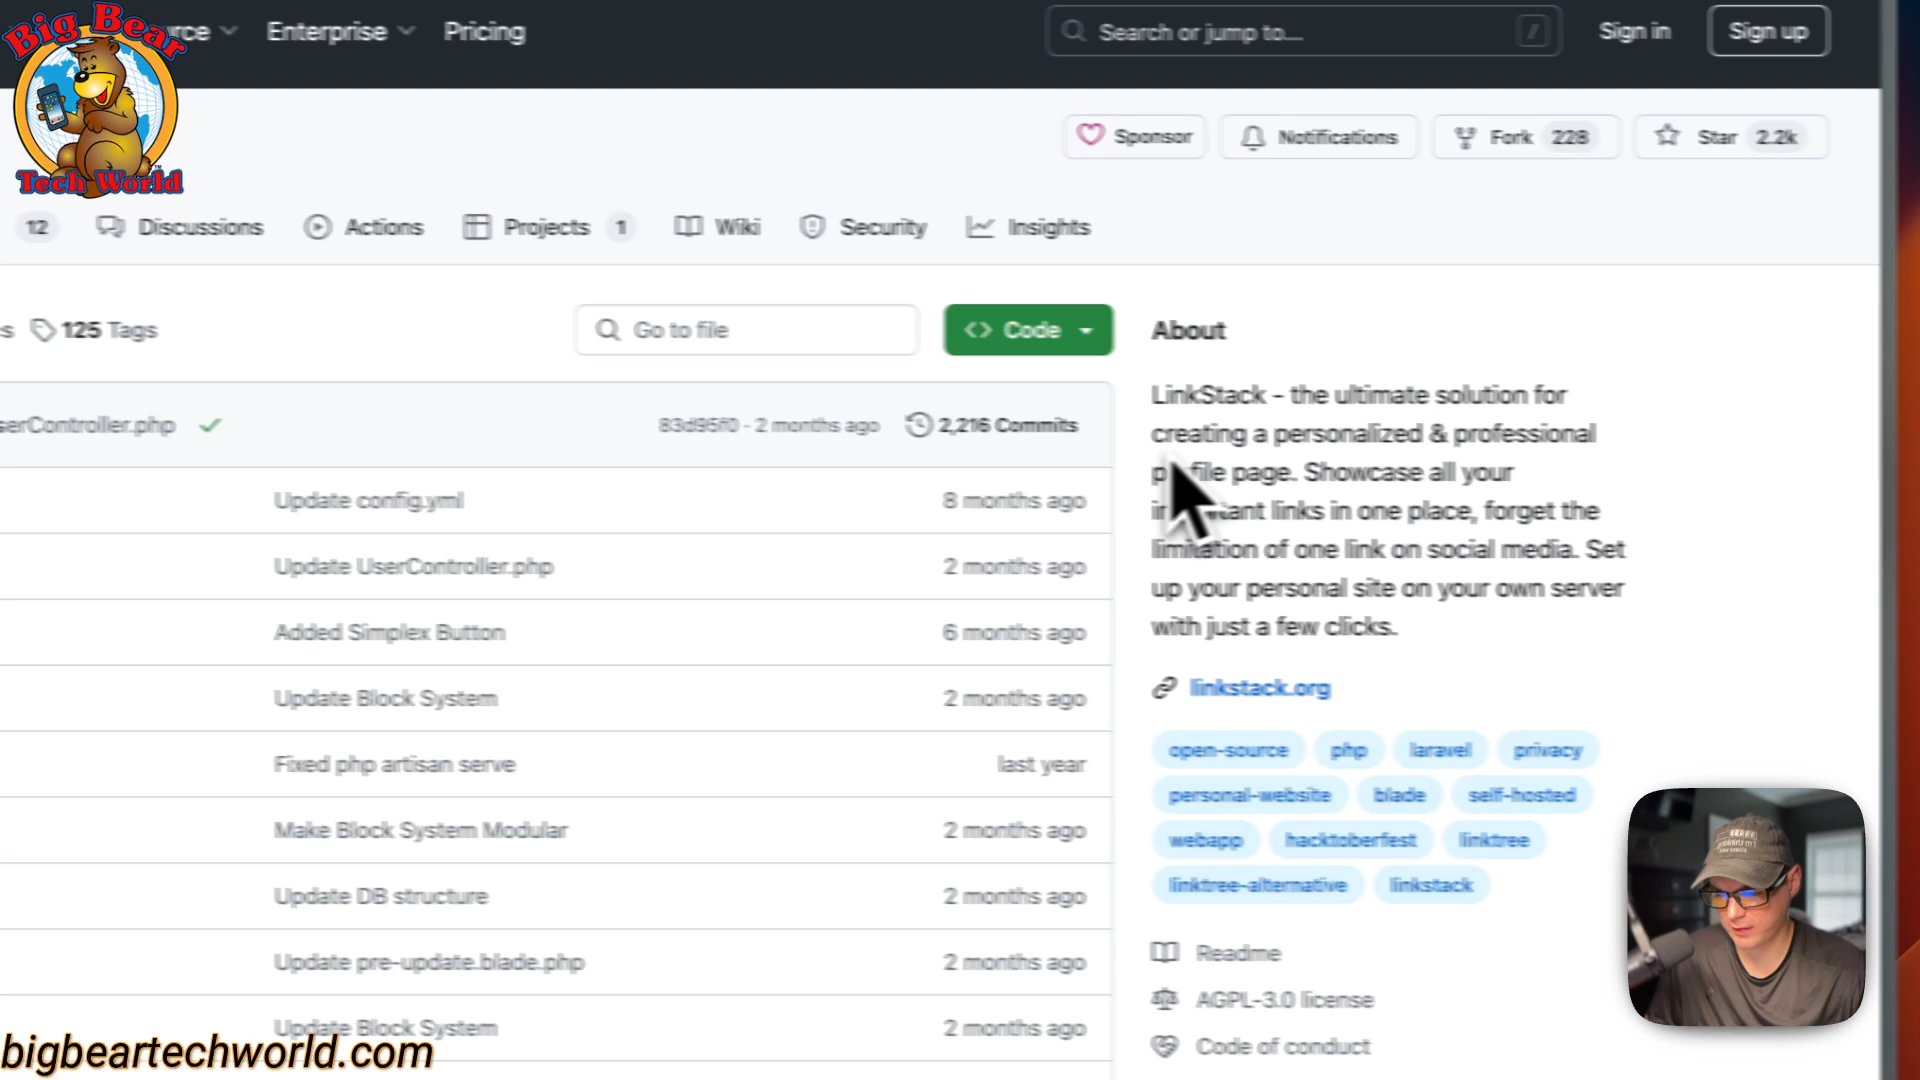 Big Bear
Tech World
rce
Enterprise
Pricing
Search or jump to...
/
Sign in
Sign up
Sponsor
Notifications
Fork 228
Star 2.2k
12
Discussions
Actions
Projects 1
Wiki
Security
Insights
s
125 Tags
Go to file
Code
About
serController.php
83d95f0 - 2 months ago
2,216 Commits
Update config.yml
8 months ago
Update UserController.php
2 months ago
Added Simplex Button
6 months ago
Update Block System
2 months ago
Fixed php artisan serve
last year
Make Block System Modular
2 months ago
Update DB structure
2 months ago
Update pre-update.blade.php
2 months ago
Update Block System
2 months ago
LinkStack - the ultimate solution for
creating a personalized & professional
profile page. Showcase all your
important links in one place, forget the
limitation of one link on social media. Set
up your personal site on your own server
with just a few clicks.
linkstack.org
open-source php laravel privacy
personal-website blade self-hosted
webapp hacktoberfest linktree
linktree-alternative linkstack
Readme
AGPL-3.0 license
Code of conduct
bigbeartechworld.com